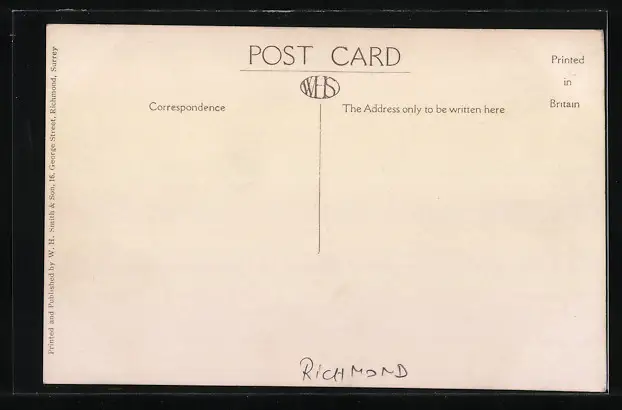 POST CARD
WHS
Printed
in
Britain
Correspondence
The Address only to be written here
Printed and Published by W. H. Smith & Son, 16, George Street, Richmond, Surrey
RICHMOND